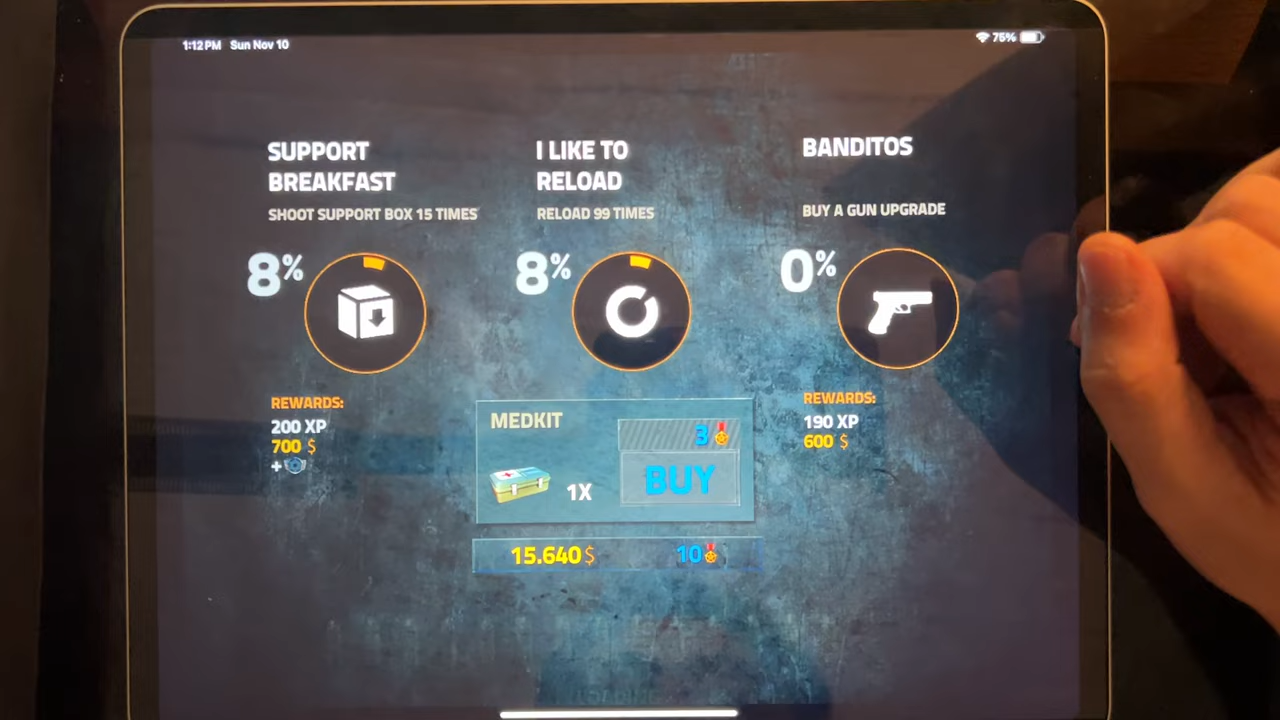 1:12 PM Sun Nov 10
75%
SUPPORT
BREAKFAST
SHOOT SUPPORT BOX 15 TIMES
8%
REWARDS:
200 XP
700 $
+
I LIKE TO
RELOAD
RELOAD 99 TIMES
8%
MEDKIT
3
1X
BUY
15.640 $
10
BANDITOS
BUY A GUN UPGRADE
0%
REWARDS:
190 XP
600 $